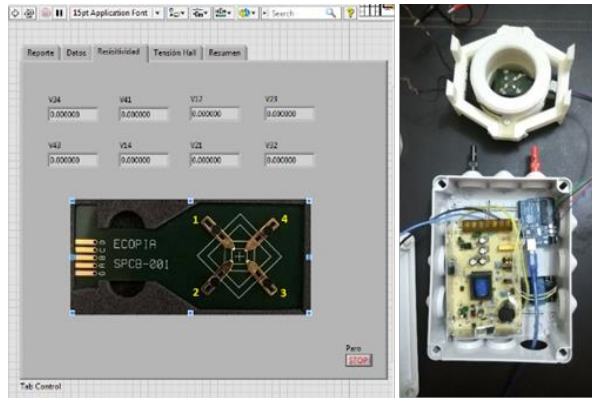 15pt Application Font
Search
Reporte Datos Resistividad Tensión Hall Resumen
V34 V41 V12 V23
0.000000 0.000000 0.000000 0.000000
V43 V14 V21 V32
0.000000 0.000000 0.000000 0.000000
1 4
ECOPIA
SPCB-001
2 3
Paro
STOP
Tab Control